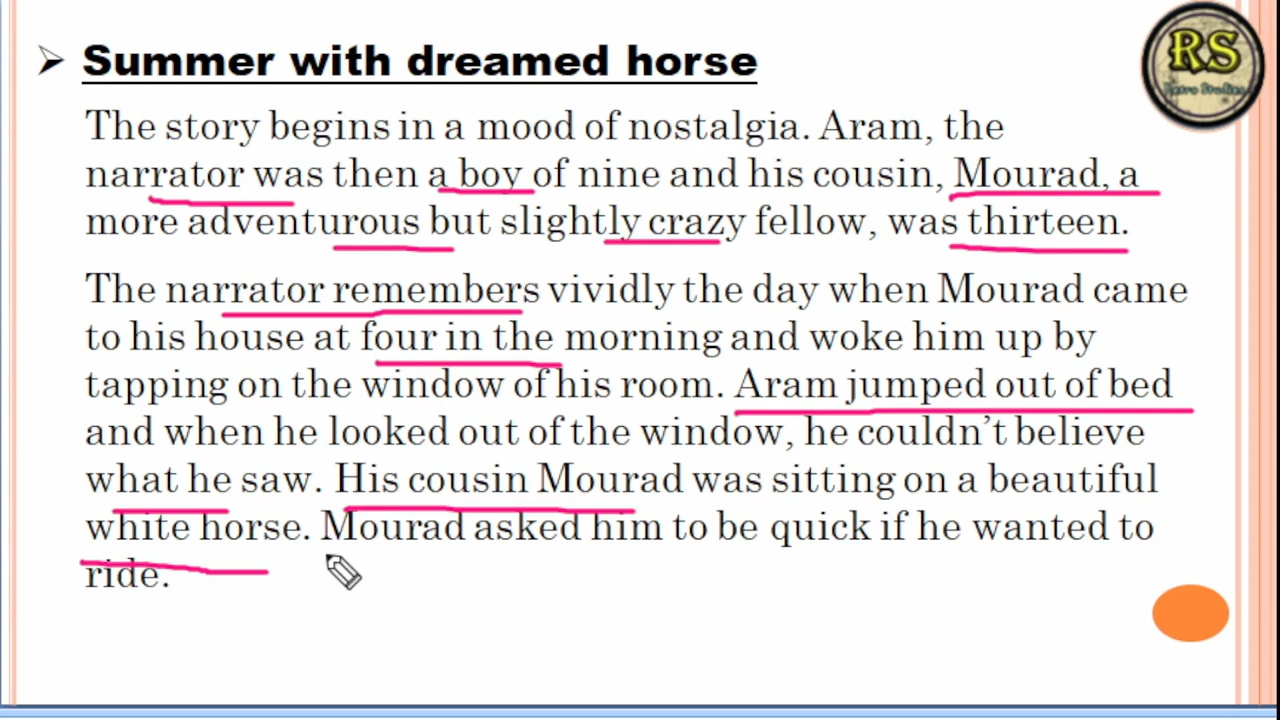 Summer with dreamed horse
RS
Retro Studies
The story begins in a mood of nostalgia. Aram, the
narrator was then a boy of nine and his cousin, Mourad, a
more adventurous but slightly crazy fellow, was thirteen.
The narrator remembers vividly the day when Mourad came
to his house at four in the morning and woke him up by
tapping on the window of his room. Aram jumped out of bed
and when he looked out of the window, he couldn’t believe
what he saw. His cousin Mourad was sitting on a beautiful
white horse. Mourad asked him to be quick if he wanted to
ride.